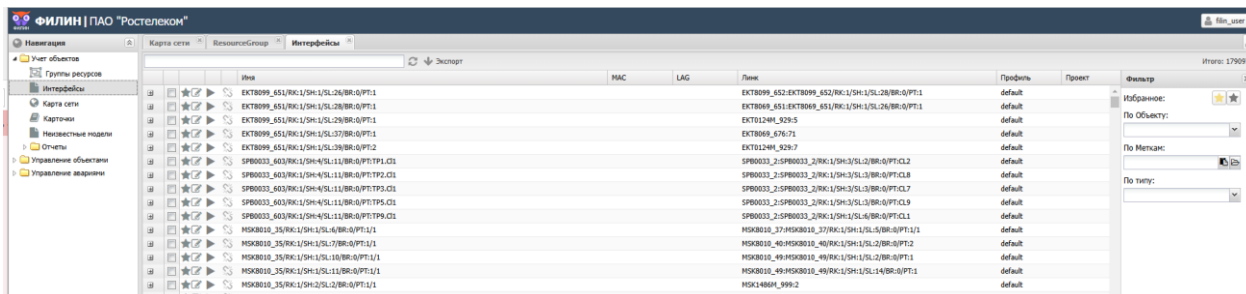 ФИЛИН | ПАО "Ростелеком"
filin_user
Навигация
Карта сети
ResourceGroup
Интерфейсы
Учет объектов
Группы ресурсов
Интерфейсы
Карта сети
Карточки
Неизвестные модели
Отчеты
Управление объектами
Управление авариями
Экспорт
Итого: 17909
Имя MAC LAG Линк Профиль Проект
EKT8099_651/RK:1/SH:1/SL:26/BR:0/PT:1 EKT8099_652:EKT8099_652/RK:1/SH:1/SL:28/BR:0/PT:1 default
EKT8099_651/RK:1/SH:1/SL:28/BR:0/PT:1 EKT8069_651:EKT8069_651/RK:1/SH:1/SL:26/BR:0/PT:1 default
EKT8099_651/RK:1/SH:1/SL:29/BR:0/PT:1 EKT0124M_929:5 default
EKT8099_651/RK:1/SH:1/SL:37/BR:0/PT:1 EKT8069_676:71 default
EKT8099_651/RK:1/SH:1/SL:39/BR:0/PT:2 EKT0124M_929:7 default
SPB0033_603/RK:1/SH:4/SL:11/BR:0/PT:TP1.Cl1 SPB0033_2:SPB0033_2/RK:1/SH:3/SL:2/BR:0/PT:CL2 default
SPB0033_603/RK:1/SH:4/SL:11/BR:0/PT:TP2.Cl1 SPB0033_2:SPB0033_2/RK:1/SH:3/SL:3/BR:0/PT:CL8 default
SPB0033_603/RK:1/SH:4/SL:11/BR:0/PT:TP3.Cl1 SPB0033_2:SPB0033_2/RK:1/SH:3/SL:3/BR:0/PT:CL7 default
SPB0033_603/RK:1/SH:4/SL:11/BR:0/PT:TP5.Cl1 SPB0033_2:SPB0033_2/RK:1/SH:3/SL:3/BR:0/PT:CL9 default
SPB0033_603/RK:1/SH:4/SL:11/BR:0/PT:TP9.Cl1 SPB0033_2:SPB0033_2/RK:1/SH:1/SL:6/BR:0/PT:CL1 default
MSK8010_35/RK:1/SH:1/SL:6/BR:0/PT:1/1 MSK8010_37:MSK8010_37/RK:1/SH:1/SL:5/BR:0/PT:1/1 default
MSK8010_35/RK:1/SH:1/SL:7/BR:0/PT:1/1 MSK8010_40:MSK8010_40/RK:1/SH:1/SL:2/BR:0/PT:2 default
MSK8010_35/RK:1/SH:1/SL:10/BR:0/PT:1/1 MSK8010_49:MSK8010_49/RK:1/SH:1/SL:2/BR:0/PT:1 default
MSK8010_35/RK:1/SH:1/SL:11/BR:0/PT:1/1 MSK8010_49:MSK8010_49/RK:1/SH:1/SL:14/BR:0/PT:1 default
MSK8010_35/RK:1/SH:2/SL:2/BR:0/PT:1/1 MSK1486M_999:2 default
Фильтр
Избранное:
По Объекту:
По Меткам:
По типу: